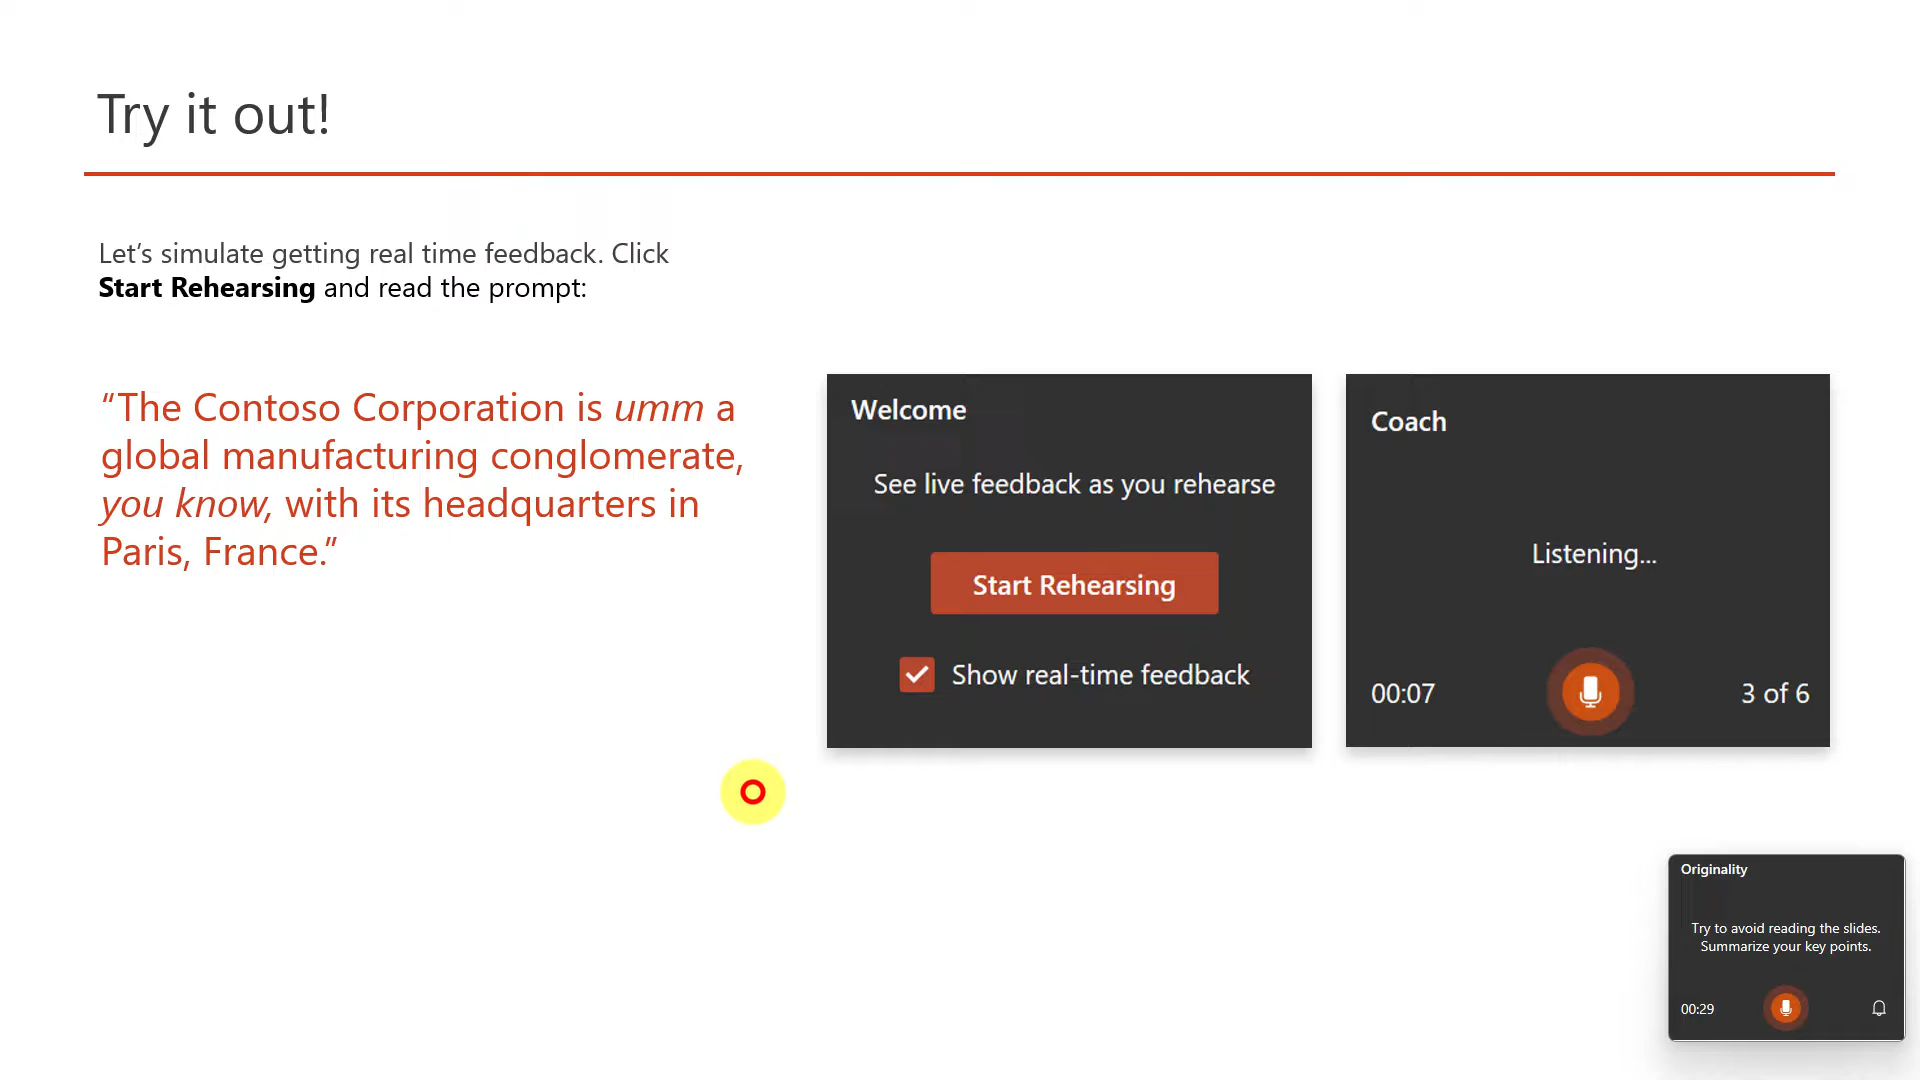 Try it out!
Let’s simulate getting real time feedback. Click
Start Rehearsing and read the prompt:
“The Contoso Corporation is umm a
global manufacturing conglomerate,
you know, with its headquarters in
Paris, France.”
Welcome
See live feedback as you rehearse
Start Rehearsing
Show real-time feedback
Coach
Listening...
00:07
3 of 6
Originality
Try to avoid reading the slides.
Summarize your key points.
00:29